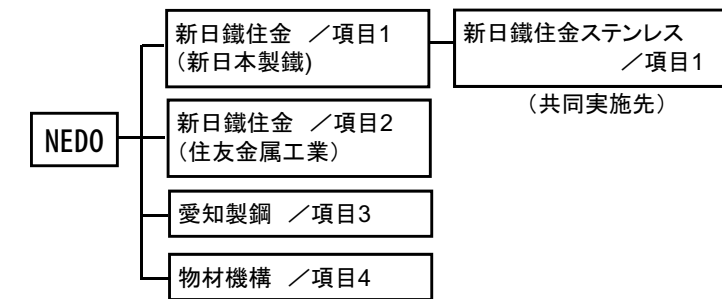 新日鐵住金 ／項目1
（新日本製鐵)
新日鐵住金ステンレス
／項目1
（共同実施先）
NEDO
新日鐵住金 ／項目2
（住友金属工業）
愛知製鋼 ／項目3
物材機構 ／項目4